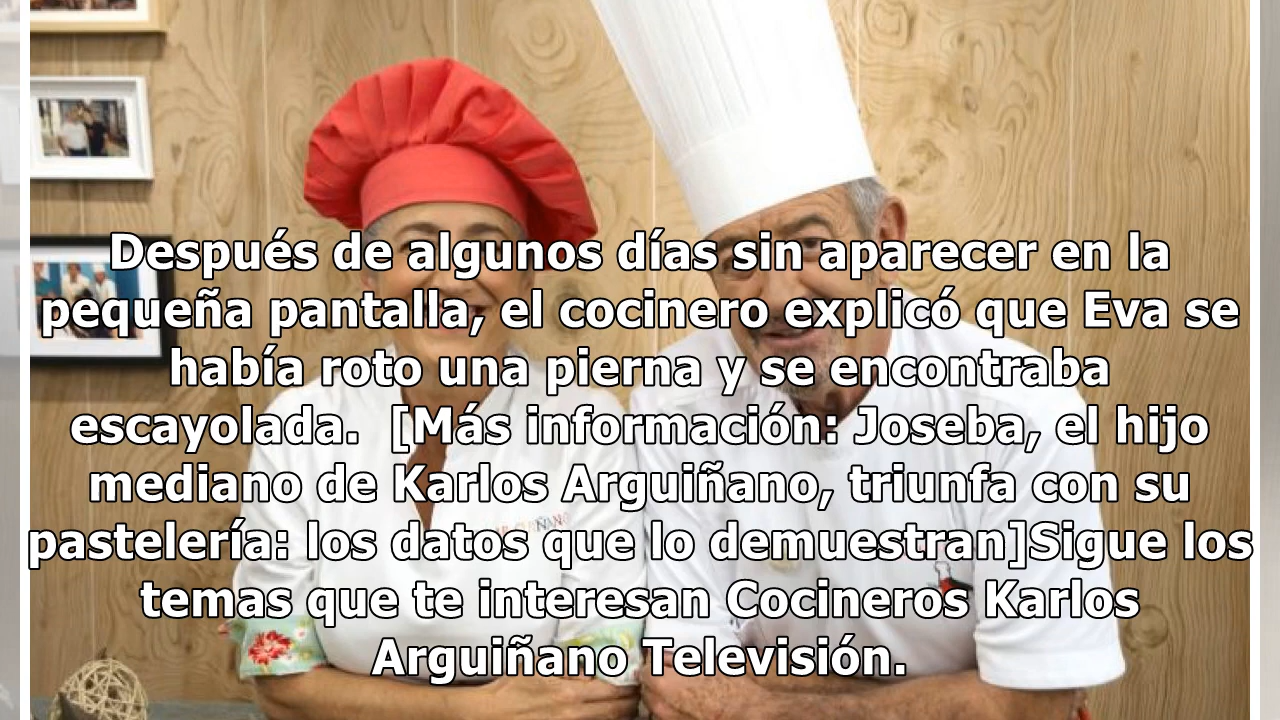 Después de algunos días sin aparecer en la
pequeña pantalla, el cocinero explicó que Eva se
había roto una pierna y se encontraba
escayolada.  [Más información: Joseba, el hijo
mediano de Karlos Arguiñano, triunfa con su
pastelería: los datos que lo demuestran]Sigue los
temas que te interesan Cocineros Karlos
Arguiñano Televisión.